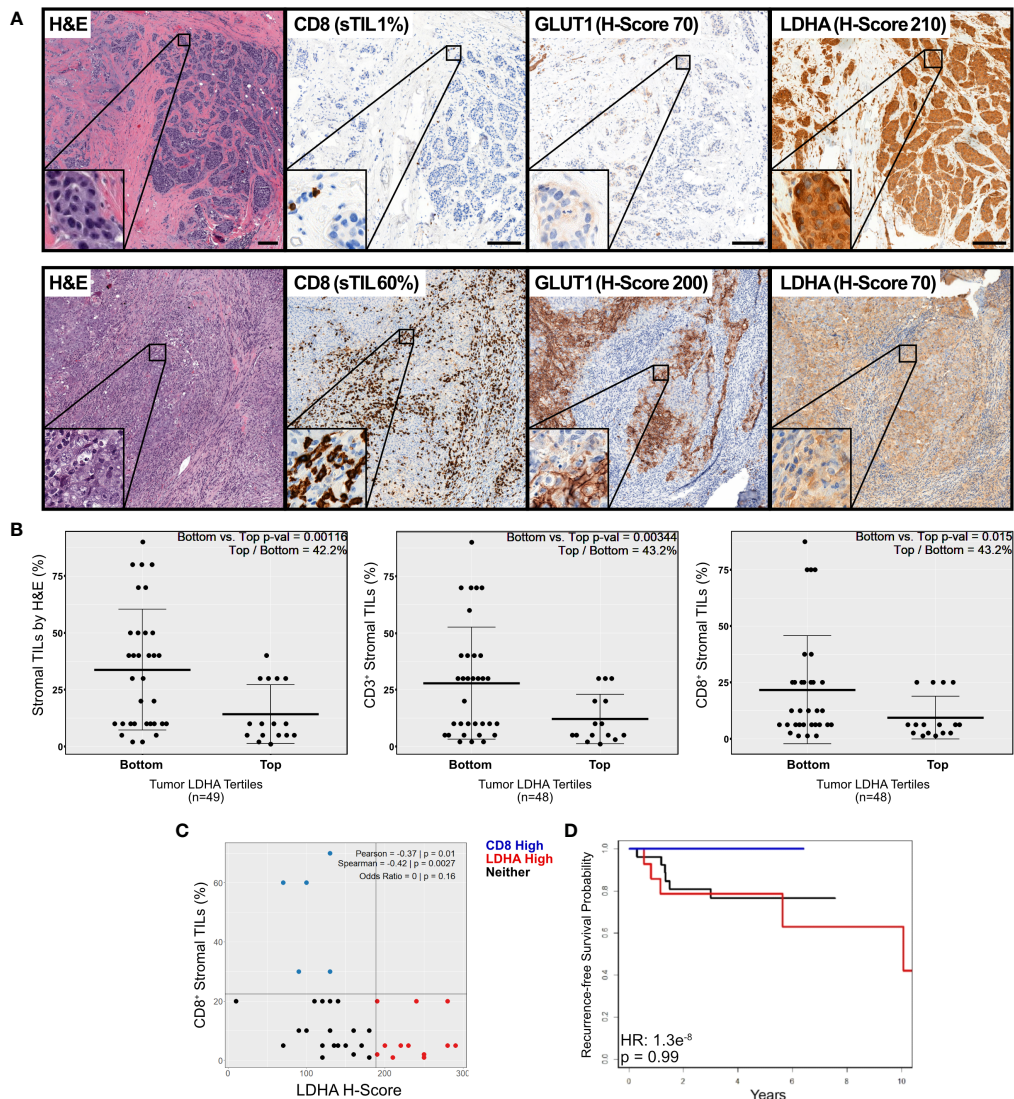 A
H&E
CD8 (sTIL 1%)
GLUT1 (H-Score 70)
LDHA (H-Score 210)
H&E
CD8 (sTIL 60%)
GLUT1 (H-Score 200)
LDHA (H-Score 70)
B
Stromal TILs by H&E (%)
75
50
25
0
Bottom vs. Top p-val = 0.00116
Top / Bottom = 42.2%
Bottom
Top
Tumor LDHA Tertiles
(n=49)
CD3⁺ Stromal TILs (%)
75
50
25
0
Bottom vs. Top p-val = 0.00344
Top / Bottom = 43.2%
Bottom
Top
Tumor LDHA Tertiles
(n=48)
CD8⁺ Stromal TILs (%)
75
50
25
0
Bottom vs. Top p-val = 0.015
Top / Bottom = 43.2%
Bottom
Top
Tumor LDHA Tertiles
(n=48)
C
CD8⁺ Stromal TILs (%)
60
40
20
0
Pearson = -0.37 | p = 0.01
Spearman = -0.42 | p = 0.0027
Odds Ratio = 0 | p = 0.16
0
100
200
300
LDHA H-Score
CD8 High
LDHA High
Neither
D
Recurrence-free Survival Probability
1.0
0.8
0.6
0.4
0.2
0.0
HR: 1.3e⁻⁸
p = 0.99
0
2
4
6
8
10
Years